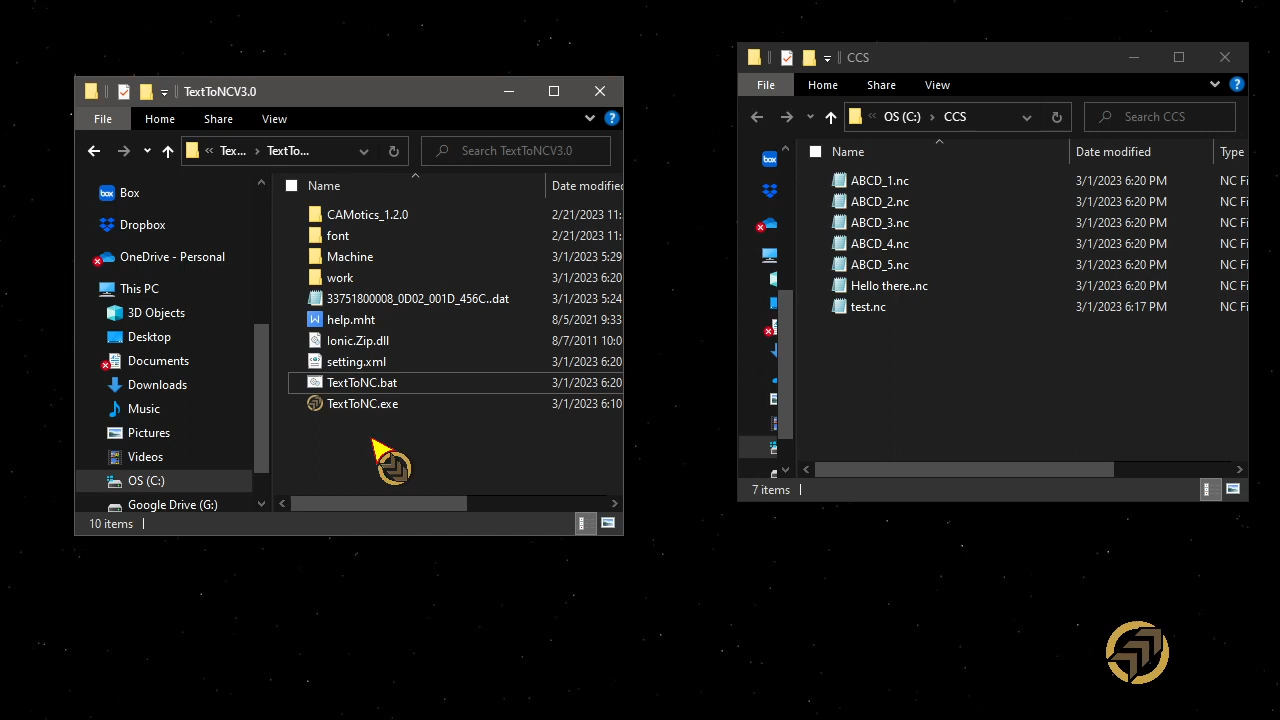 TextToNCV3.0
File Home Share View
Tex... TextTo...
Search TextToNCV3.0
Box
Dropbox
OneDrive - Personal
This PC
3D Objects
Desktop
Documents
Downloads
Music
Pictures
Videos
OS (C:)
Google Drive (G:)
Name Date modified
CAMotics_1.2.0 2/21/2023 11:
font 2/21/2023 11:
Machine 3/1/2023 5:29
work 3/1/2023 6:20
33751800008_0D02_001D_456C..dat 3/1/2023 5:24
help.mht 8/5/2021 9:33
Ionic.Zip.dll 8/7/2011 10:0
setting.xml 3/1/2023 6:20
TextToNC.bat 3/1/2023 6:20
TextToNC.exe 3/1/2023 6:10
10 items
CCS
File Home Share View
OS (C:) CCS
Search CCS
box
Name Date modified Type
ABCD_1.nc 3/1/2023 6:20 PM NC Fi
ABCD_2.nc 3/1/2023 6:20 PM NC Fi
ABCD_3.nc 3/1/2023 6:20 PM NC Fi
ABCD_4.nc 3/1/2023 6:20 PM NC Fi
ABCD_5.nc 3/1/2023 6:20 PM NC Fi
Hello there..nc 3/1/2023 6:20 PM NC Fi
test.nc 3/1/2023 6:17 PM NC Fi
7 items